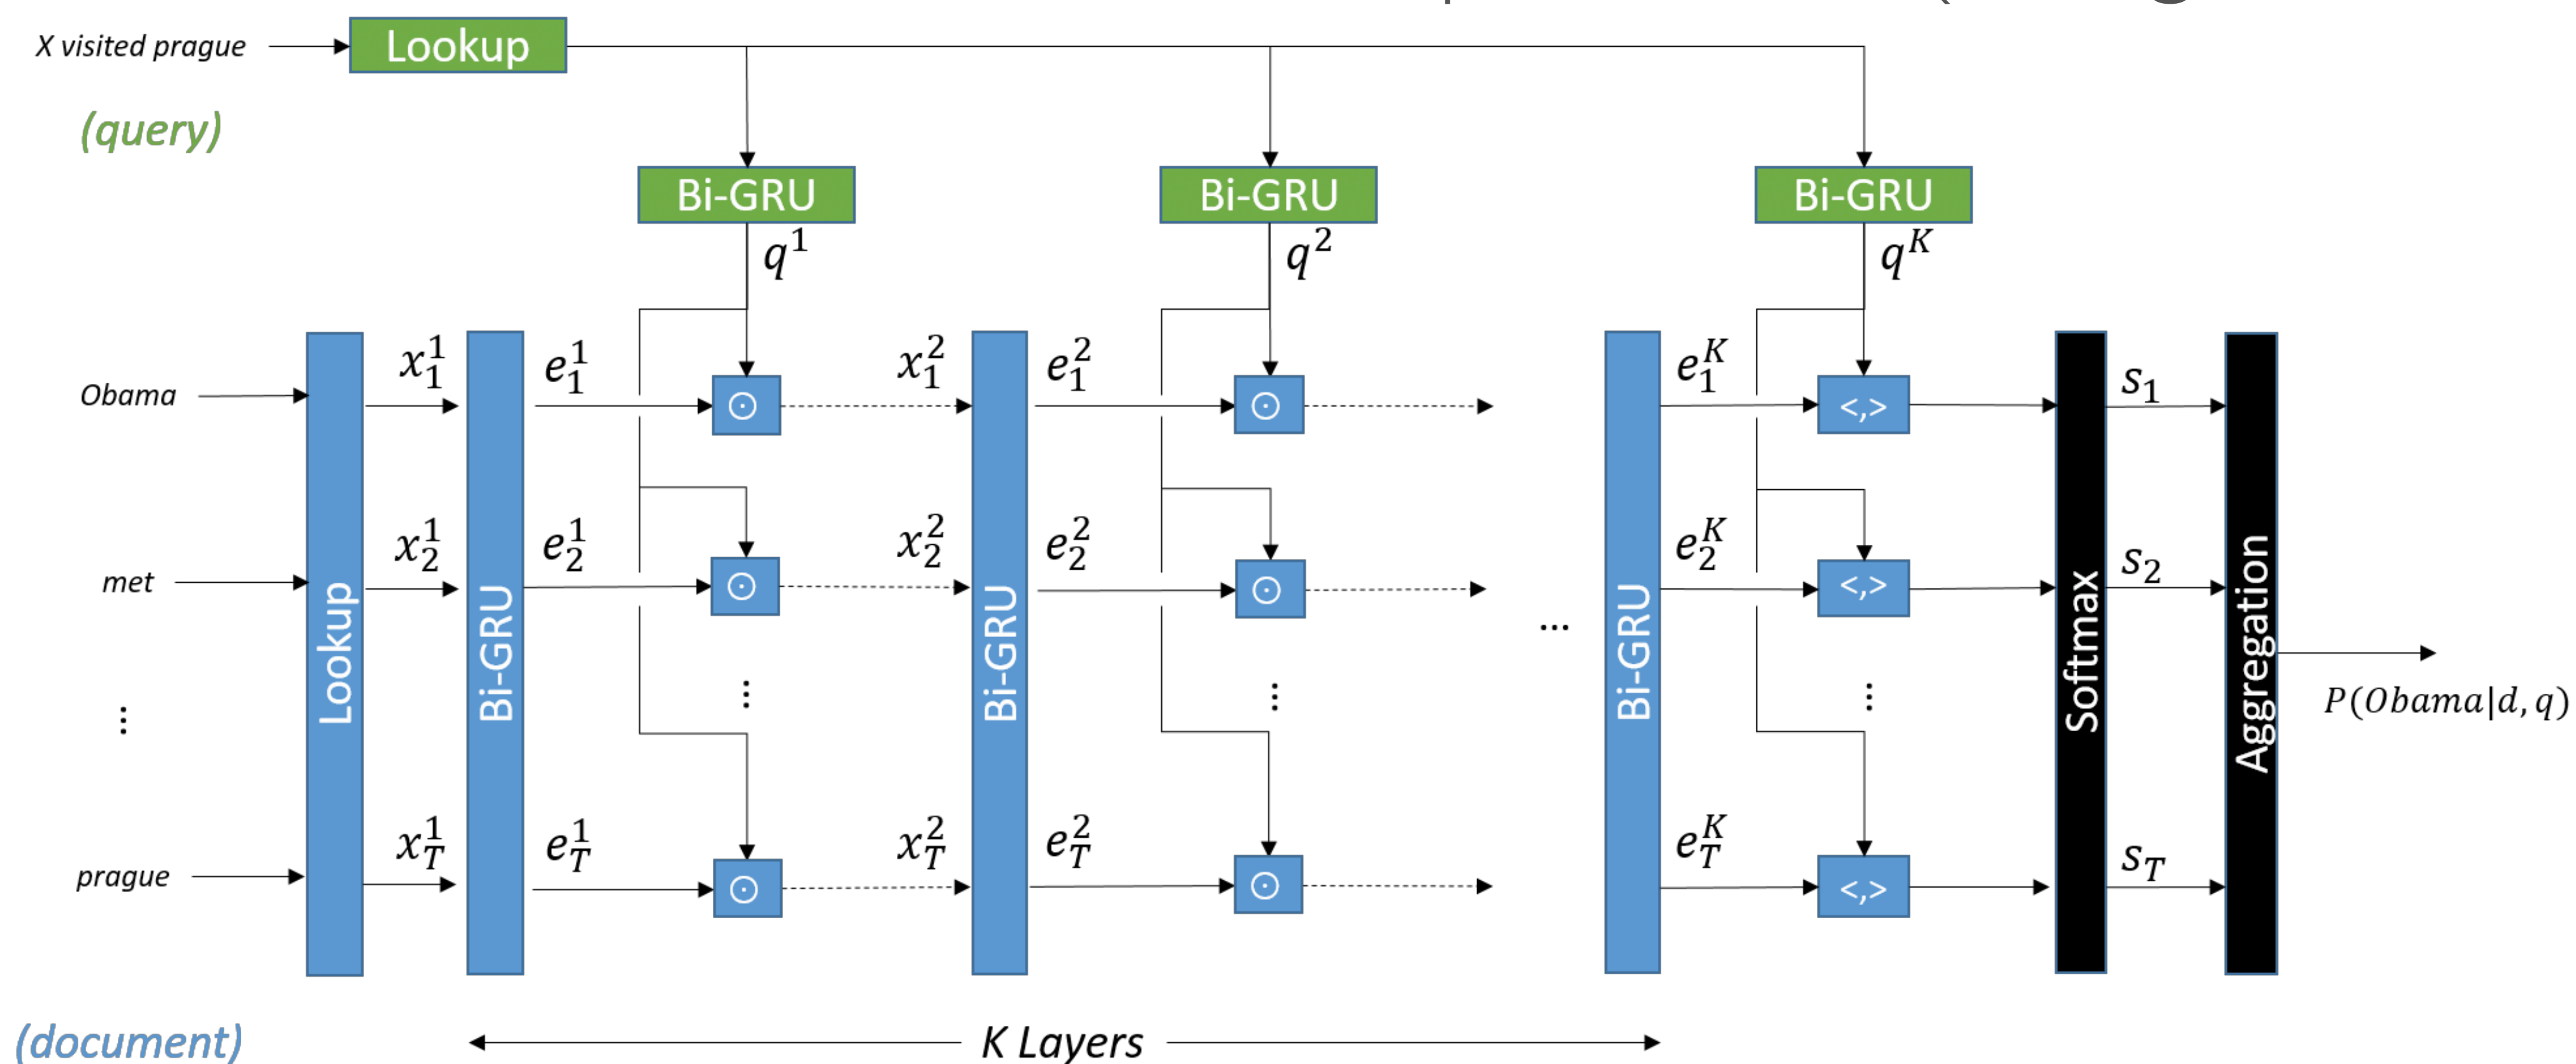 X visited prague
Lookup
(query)
Bi-GRU
Bi-GRU
Bi-GRU
q^1
q^2
q^K
Obama
met
⋮
prague
Lookup
x_1^1
x_2^1
x_T^1
Bi-GRU
e_1^1
e_2^1
e_T^1
⊙
⊙
⋮
⊙
x_1^2
x_2^2
x_T^2
Bi-GRU
e_1^2
e_2^2
e_T^2
⊙
⊙
⋮
⊙
...
Bi-GRU
e_1^K
e_2^K
e_T^K
<,>
<,>
⋮
<,>
Softmax
s_1
s_2
s_T
Aggregation
P(Obama|d, q)
(document)
K Layers